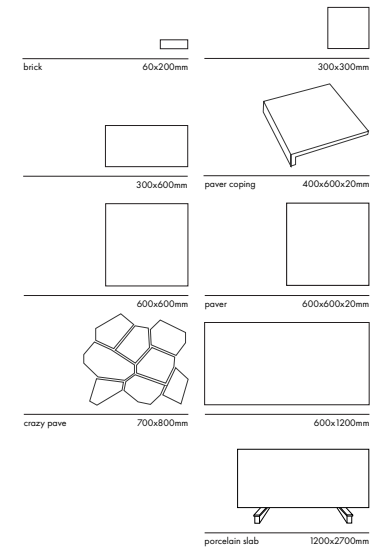 brick 60x200mm
300x300mm
300x600mm
paver coping 400x600x20mm
600x600mm
paver 600x600x20mm
crazy pave 700x800mm
600x1200mm
porcelain slab 1200x2700mm